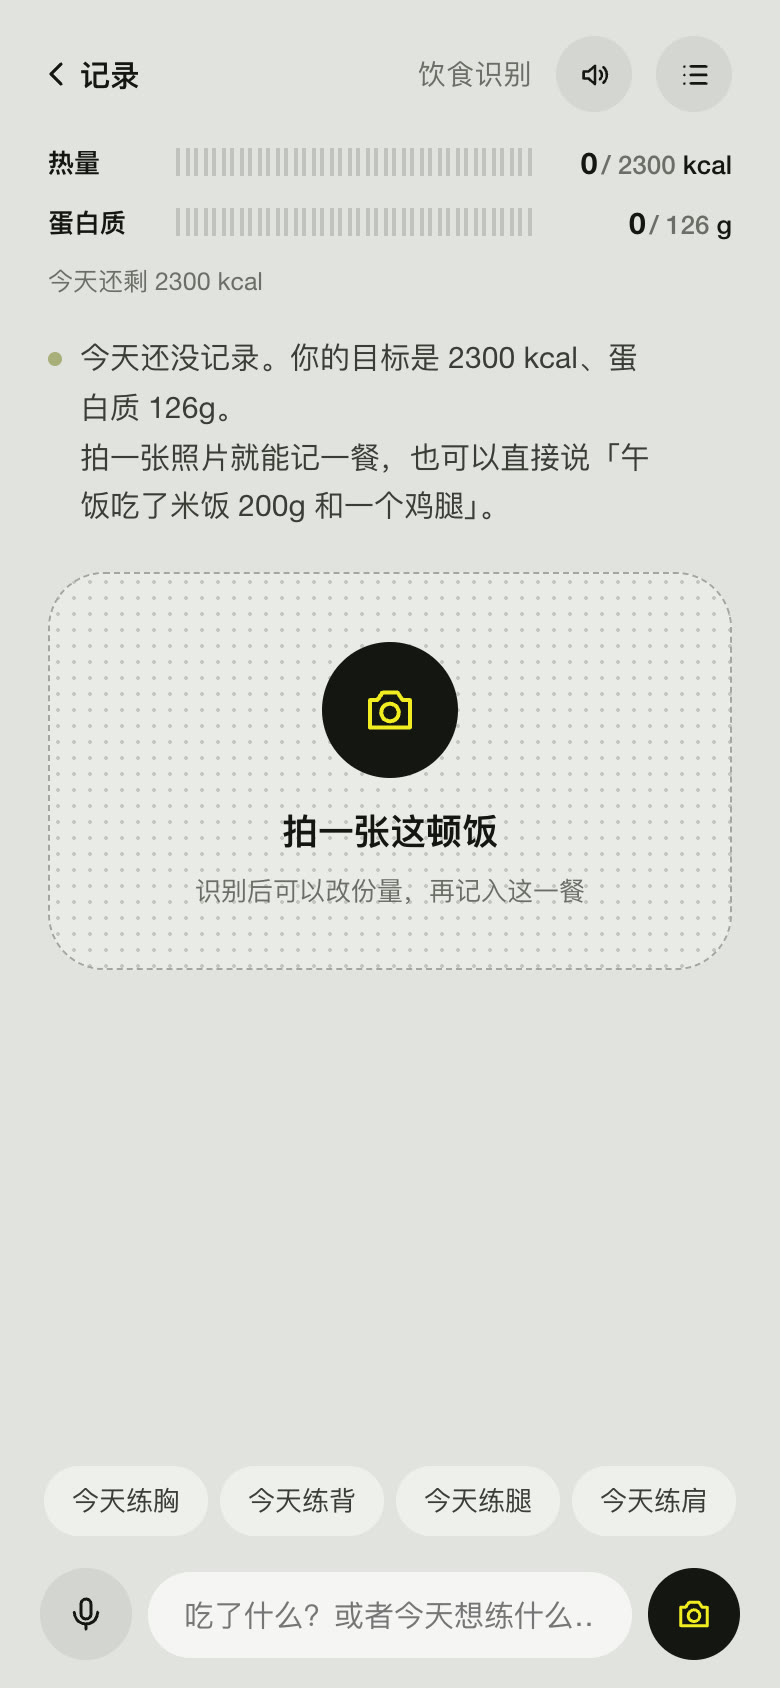 记录
饮食识别
热量
0 / 2300 kcal
蛋白质
0 / 126 g
今天还剩 2300 kcal
今天还没记录。你的目标是 2300 kcal、蛋
白质 126g。
拍一张照片就能记一餐，也可以直接说「午
饭吃了米饭 200g 和一个鸡腿」。
拍一张这顿饭
识别后可以改份量，再记入这一餐
今天练胸
今天练背
今天练腿
今天练肩
吃了什么？或者今天想练什么..